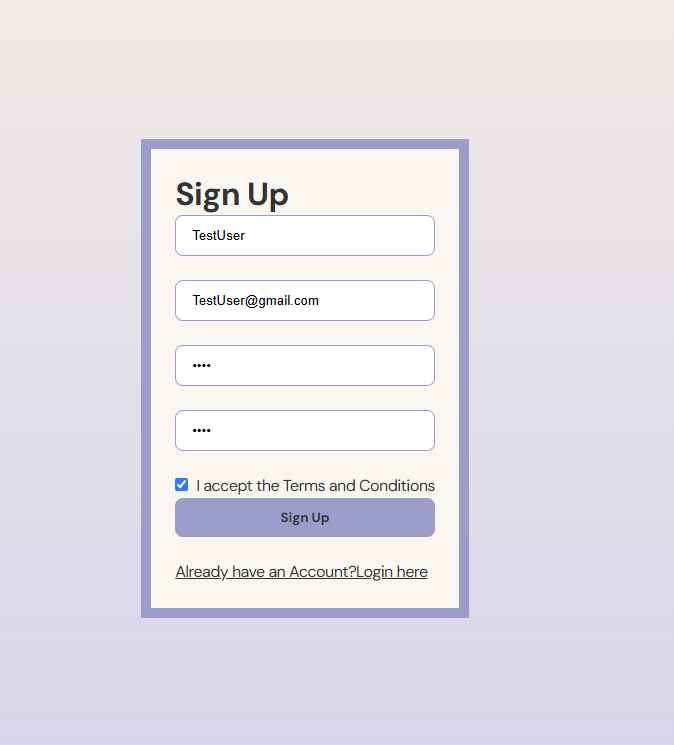 Sign Up
TestUser
TestUser@gmail.com
••••
••••
I accept the Terms and Conditions
Sign Up
Already have an Account?Login here